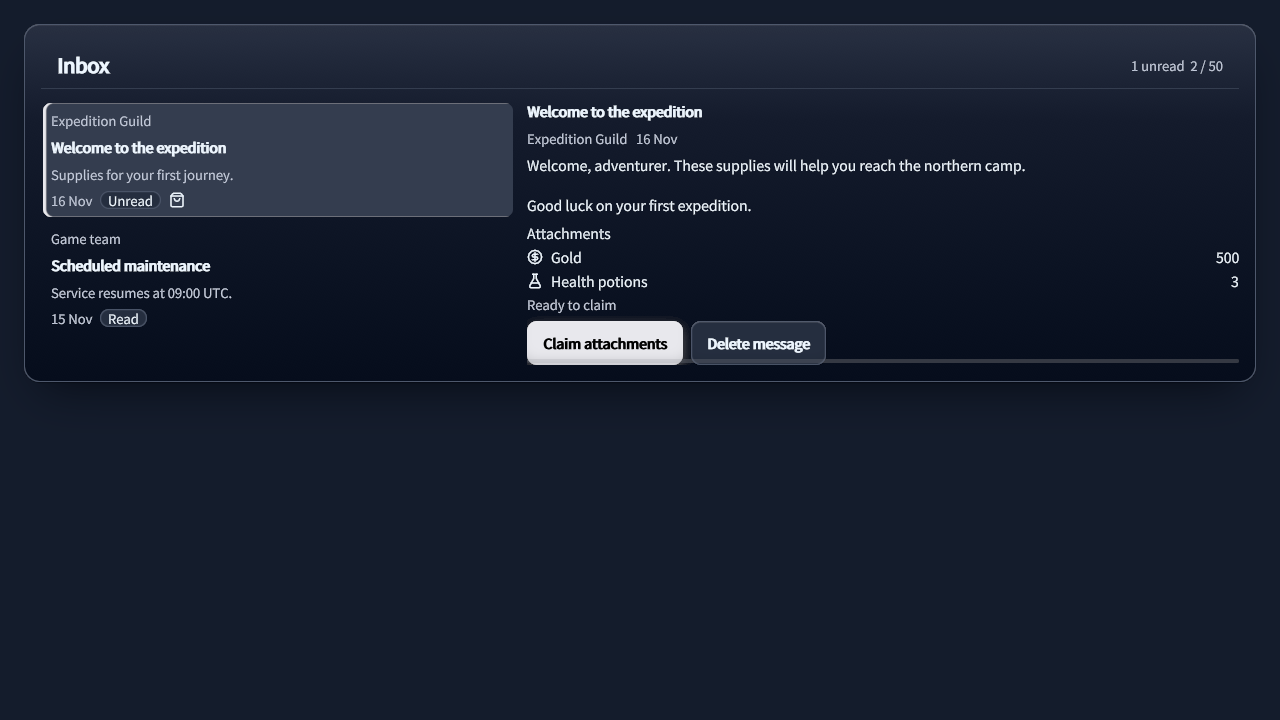 Inbox
1 unread 2 / 50
Expedition Guild
Welcome to the expedition
Supplies for your first journey.
16 Nov Unread
Game team
Scheduled maintenance
Service resumes at 09:00 UTC.
15 Nov Read
Welcome to the expedition
Expedition Guild 16 Nov
Welcome, adventurer. These supplies will help you reach the northern camp.
Good luck on your first expedition.
Attachments
Gold 500
Health potions 3
Ready to claim
Claim attachments Delete message